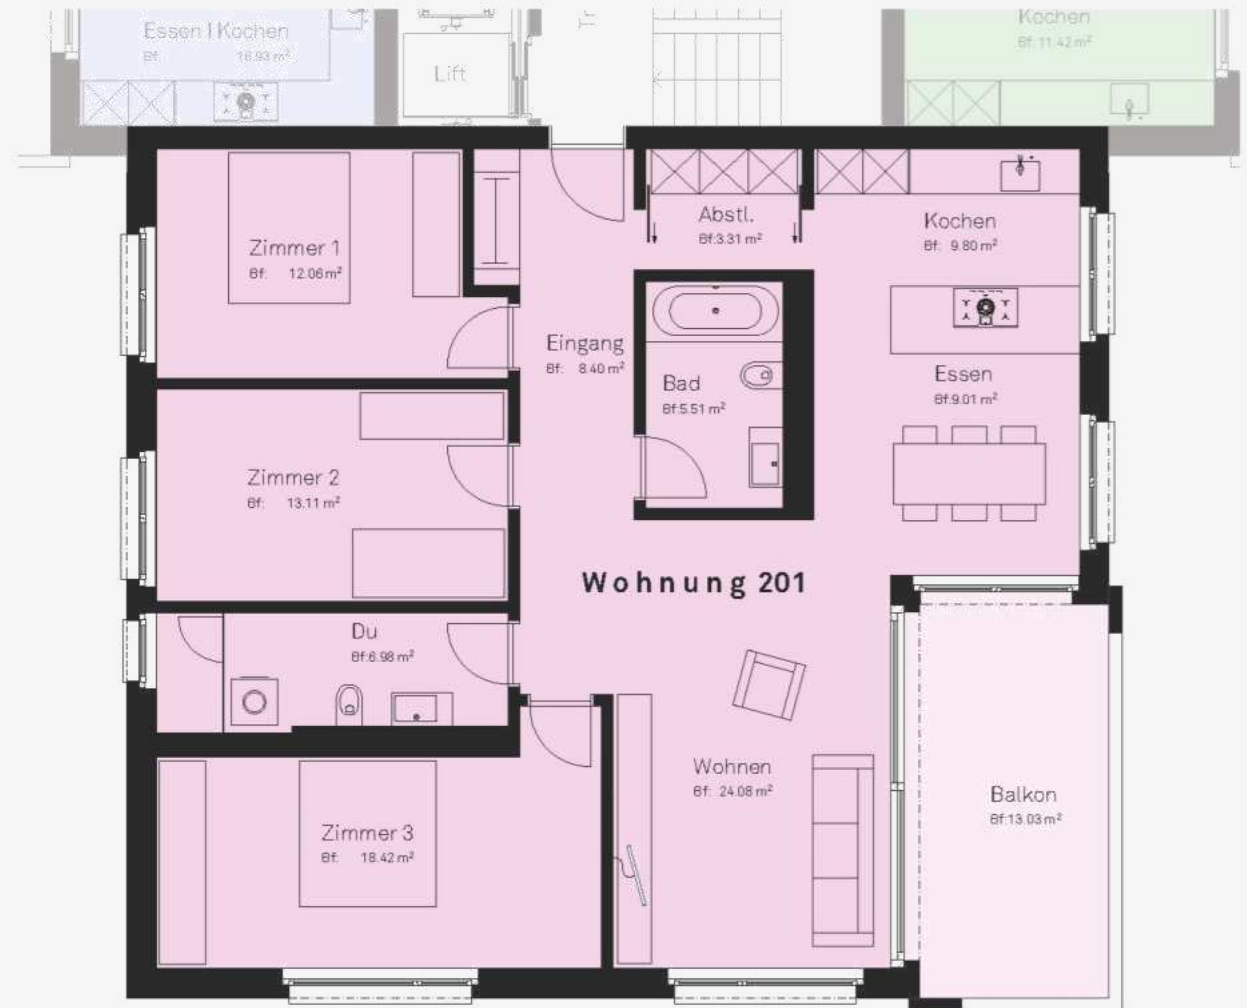 Essen | Kochen
Bf: 16.93 m²
Lift
Kochen
Bf: 11.42 m²
Zimmer 1
Bf: 12.06 m²
Abstl.
Bf:3.31 m²
Kochen
Bf: 9.80 m²
Eingang
Bf: 8.40 m²
Bad
Bf:5.51 m²
Essen
Bf:9.01 m²
Zimmer 2
Bf: 13.11 m²
Wohnung 201
Du
Bf:6.98 m²
Wohnen
Bf: 24.08 m²
Balkon
Bf:13.03 m²
Zimmer 3
Bf: 18.42 m²